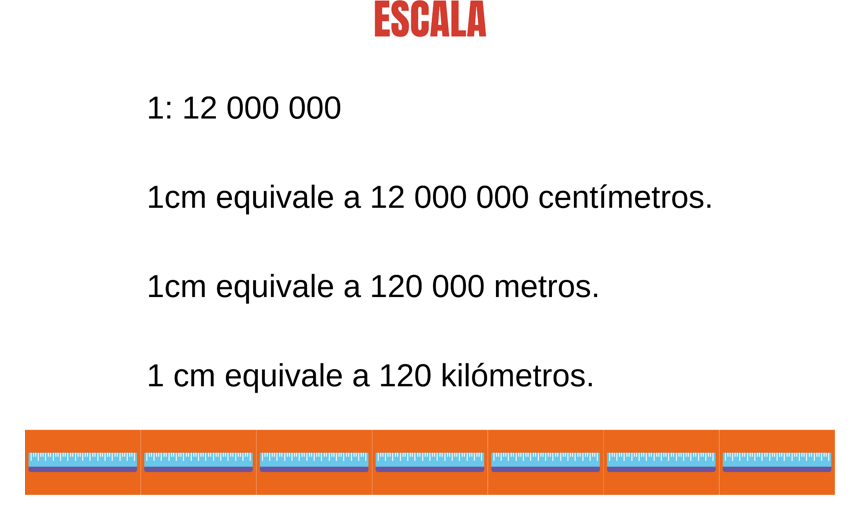 ESCALA
1: 12 000 000
1cm equivale a 12 000 000 centímetros.
1cm equivale a 120 000 metros.
1 cm equivale a 120 kilómetros.